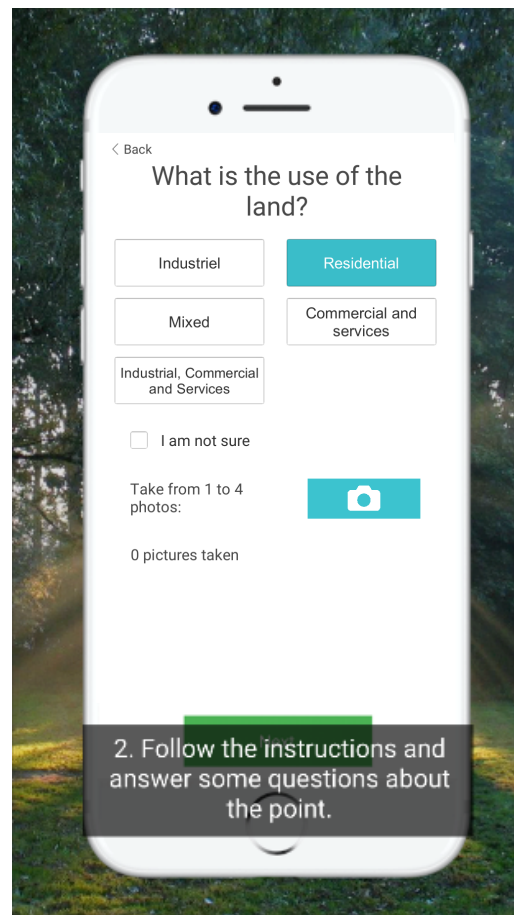 < Back
What is the use of the
land?
Industriel
Residential
Mixed
Commercial and
services
Industrial, Commercial
and Services
I am not sure
Take from 1 to 4
photos:
0 pictures taken
Next
2. Follow the instructions and
answer some questions about
the point.